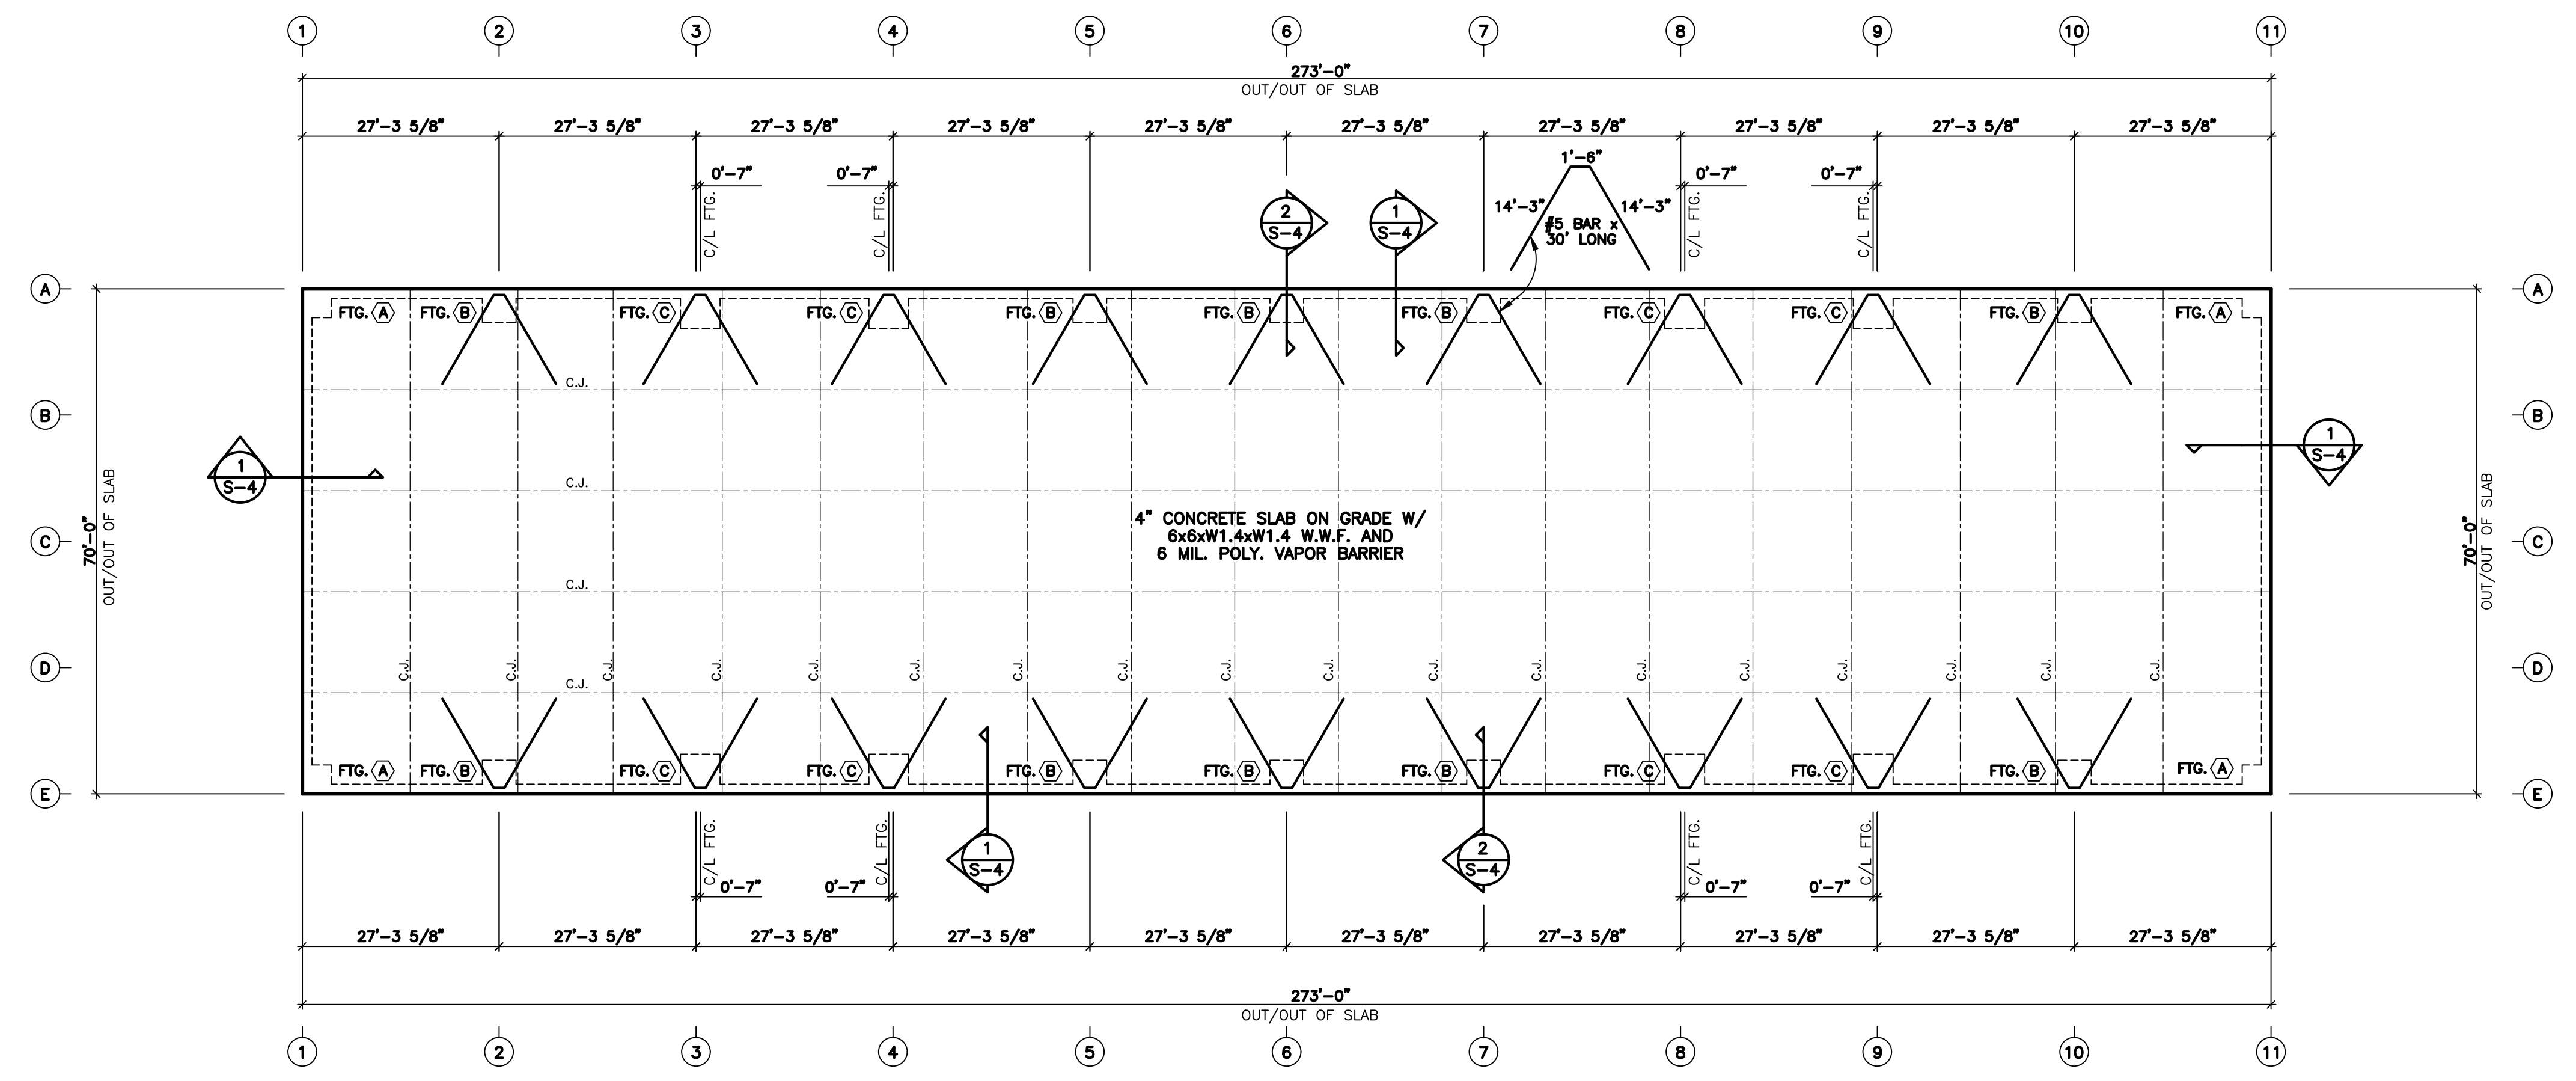 1 2 3 4 5 6 7 8 9 10 11
273'-0"
OUT/OUT OF SLAB
27'-3 5/8" 27'-3 5/8" 27'-3 5/8" 27'-3 5/8" 27'-3 5/8" 27'-3 5/8" 27'-3 5/8" 27'-3 5/8" 27'-3 5/8" 27'-3 5/8"
1'-6"
0'-7" 0'-7" 0'-7" 0'-7"
C/L FTG. C/L FTG. C/L FTG. C/L FTG.
14'-3" 14'-3"
2
S-4
1
S-4
#5 BAR x
30' LONG
A A
FTG. A FTG. B FTG. C FTG. C FTG. B FTG. B FTG. B FTG. C FTG. C FTG. B FTG. A
C.J.
B B
1
S-4
1
S-4
C.J.
70'-0"
OUT/OUT OF SLAB
70'-0"
OUT/OUT OF SLAB
4" CONCRETE SLAB ON GRADE W/
6x6xW1.4xW1.4 W.W.F. AND
6 MIL. POLY. VAPOR BARRIER
C C
C.J.
D D
C.J. C.J. C.J. C.J. C.J. C.J. C.J. C.J. C.J. C.J. C.J. C.J. C.J. C.J. C.J. C.J. C.J. C.J.
C.J.
FTG. A FTG. B FTG. C FTG. C FTG. B FTG. B FTG. B FTG. C FTG. C FTG. B FTG. A
E E
1
S-4
2
S-4
C/L FTG. C/L FTG. C/L FTG. C/L FTG.
0'-7" 0'-7" 0'-7" 0'-7"
27'-3 5/8" 27'-3 5/8" 27'-3 5/8" 27'-3 5/8" 27'-3 5/8" 27'-3 5/8" 27'-3 5/8" 27'-3 5/8" 27'-3 5/8" 27'-3 5/8"
273'-0"
OUT/OUT OF SLAB
1 2 3 4 5 6 7 8 9 10 11